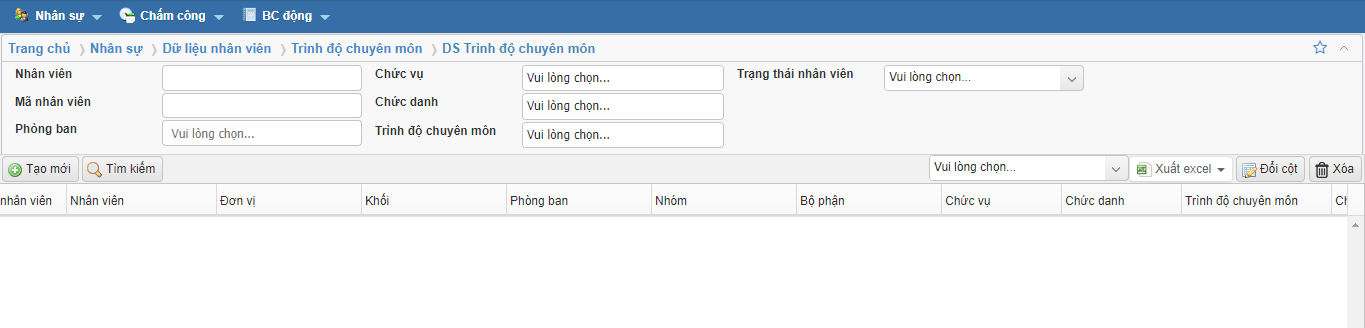 Nhân sự Chấm công BC động
Trang chủ Nhân sự Dữ liệu nhân viên Trình độ chuyên môn DS Trình độ chuyên môn
Nhân viên Chức vụ Vui lòng chọn... Trạng thái nhân viên Vui lòng chọn...
Mã nhân viên Chức danh Vui lòng chọn...
Phòng ban Vui lòng chọn... Trình độ chuyên môn Vui lòng chọn...
Tạo mới Tìm kiếm Vui lòng chọn... Xuất excel Đổi cột Xóa
nhân viên Nhân viên Đơn vị Khối Phòng ban Nhóm Bộ phận Chức vụ Chức danh Trình độ chuyên môn